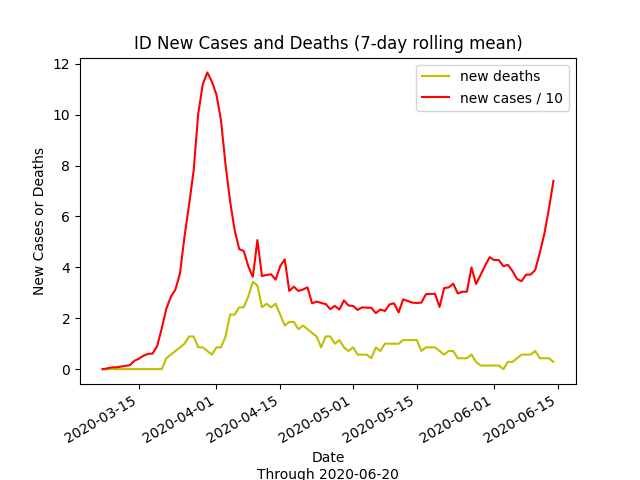 ID New Cases and Deaths (7-day rolling mean)
new deaths
new cases / 10
New Cases or Deaths
12
10
8
6
4
2
0
2020-03-15
2020-04-01
2020-04-15
2020-05-01
2020-05-15
2020-06-01
2020-06-15
Date
Through 2020-06-20